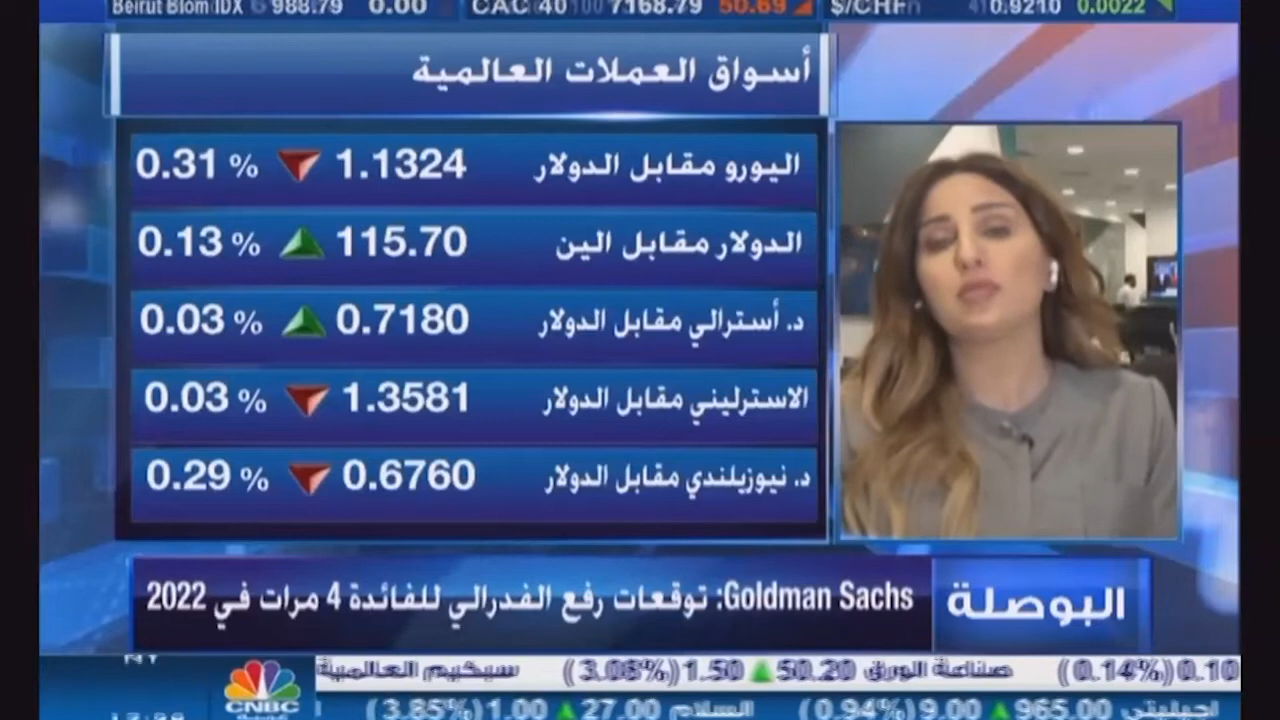 Beirut Blom IDX 988.79 0.00 CAC 40 7168.79 50.69 $/CHF 0.9210 0.0022
أسواق العملات العالمية
اليورو مقابل الدولار 1.1324 0.31 %
الدولار مقابل الين 115.70 0.13 %
د. أسترالي مقابل الدولار 0.7180 0.03 %
الاسترليني مقابل الدولار 1.3581 0.03 %
د. نيوزيلندي مقابل الدولار 0.6760 0.29 %
البوصلة
Goldman Sachs: توقعات رفع الفدرالي للفائدة 4 مرات في 2022
0.10 (0.14%) صناعة الورق 50.20 1.50 (3.08%) سيكيم العالمية
CNBC
عربية
965.00 9.00 (0.94%) السلام 27.00 1.00 (3.85%)